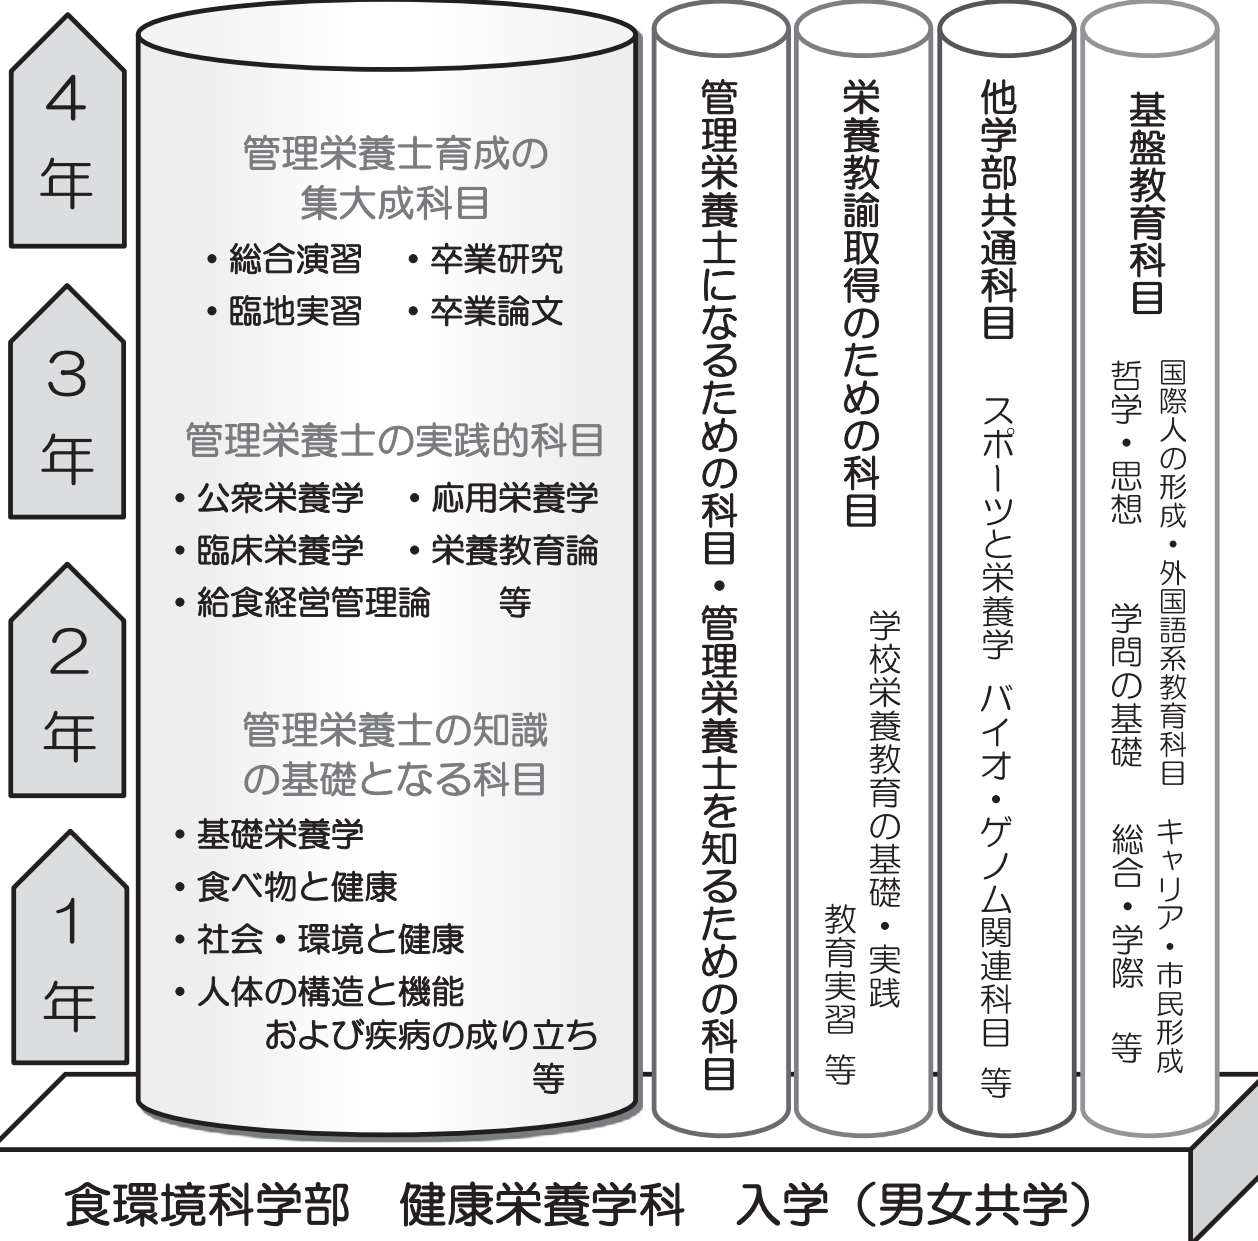 4年
3年
2年
1年
管理栄養士育成の
集大成科目
・総合演習　・卒業研究
・臨地実習　・卒業論文
管理栄養士の実践的科目
・公衆栄養学　・応用栄養学
・臨床栄養学　・栄養教育論
・給食経営管理論　等
管理栄養士の知識
の基礎となる科目
・基礎栄養学
・食べ物と健康
・社会・環境と健康
・人体の構造と機能
および疾病の成り立ち
等
管理栄養士になるための科目・管理栄養士を知るための科目
栄養教諭取得のための科目
学校栄養教育の基礎・実践
教育実習 等
他学部共通科目　スポーツと栄養学 バイオ・ゲノム関連科目 等
基盤教育科目
国際人の形成・外国語系教育科目　キャリア・市民形成
哲学・思想　学問の基礎　総合・学際　等
食環境科学部　健康栄養学科　入学（男女共学）